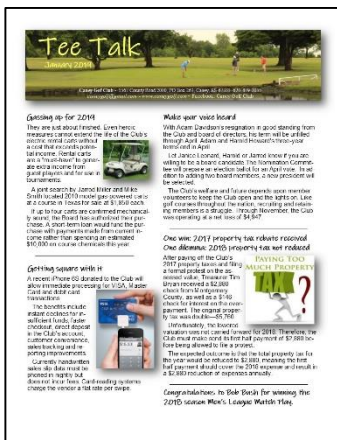 Tee Talk
January 2019
Gassing up for 2019
They are just about finished. Even heroic
measures cannot extend the life of the Club's
electric rental carts without
a cost that exceeds poten-
tial income. Rental carts
are a "must-have" to gener-
ate extra income from
guest players and for use in
tournaments.
A joint search by Jarrod Miller and Mike
Smith located 2010 model gas powered carts
at a course in Texas for sale at $1,850 each
If up to four carts are confirmed mechanical-
ly sound, the Board has authorized their pur-
chase. A short term loan would fund the pur-
chase with payments made from current in-
come rather than spending an estimated
$10,000 on course chemicals this year.
Getting square with it
A recent iPhone 6S donated to the Club will
allow immediate processing for VISA, Master
Card and debit card
transactions
The benefits include
instant declines for in-
sufficient funds, faster
checkout, direct deposit
in the Club's account,
customer convenience,
sales tracking and re-
porting improvements.
Currently handwritten
sales slip data must be
phoned in nightly but
does not incur fees. Card-reading systems
charge the vendor a flat rate per swipe.
Make your voice heard
With Adam Davidson's resignation in good standing from
the Club and board of directors, his term will be unfilled
through April. Adam and Harold Howard's three-year
terms end in April.
Let Janice Leonard, Harold or Jarrod know if you are
willing to be a board candidate. The Nomination Commit-
tee will prepare an election ballot for an April vote. In ad-
dition to adding two board members, a new president will
be selected.
The Club's welfare and future depends upon member
volunteers to keep the Club open and the lights on. Like
golf courses throughout the nation, recruiting and retain-
ing members is a struggle. Through November, the Club
was operating at a net loss of $4,947.
One win: 2017 property tax rebate received
One dilemma: 2018 property tax not reduced
After paying off the Club's
2017 property taxes and filing
a formal protest on the as-
sessed value, Treasurer Tim
Bryant received a $2,880
check from Montgomery
County, as well as a $146
check for interest on the over-
payment. The original proper-
ty tax was double—$5,760.
Unfortunately, the lowered
valuation was not carried forward for 2018. Therefore, the
Club must make its first half payment of $2,880 be-
fore being allowed to file a protest.
The expected outcome is that the total property tax for
the year would be reduced to $2,880, meaning the first
half payment should cover the 2018 expense and result in
a $2,880 reduction of expenses annually.
PAYING TOO
MUCH PROPERTY
TAX ?
Congratulations to Bob Bush for winning the
2018 season Men's League Match Play.